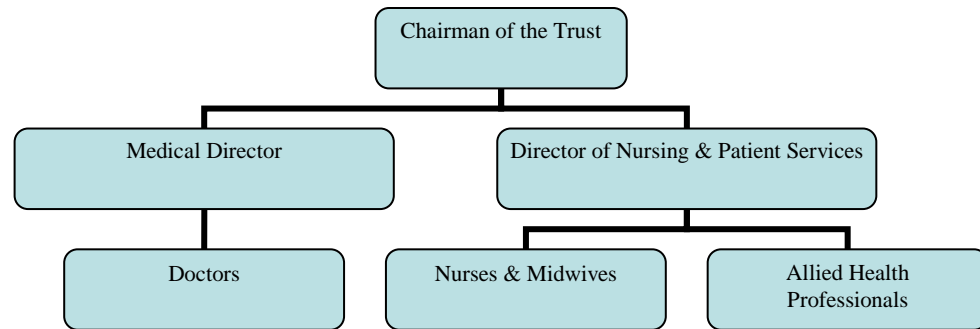 Chairman of the Trust
Medical Director
Director of Nursing & Patient Services
Doctors
Nurses & Midwives
Allied Health
Professionals